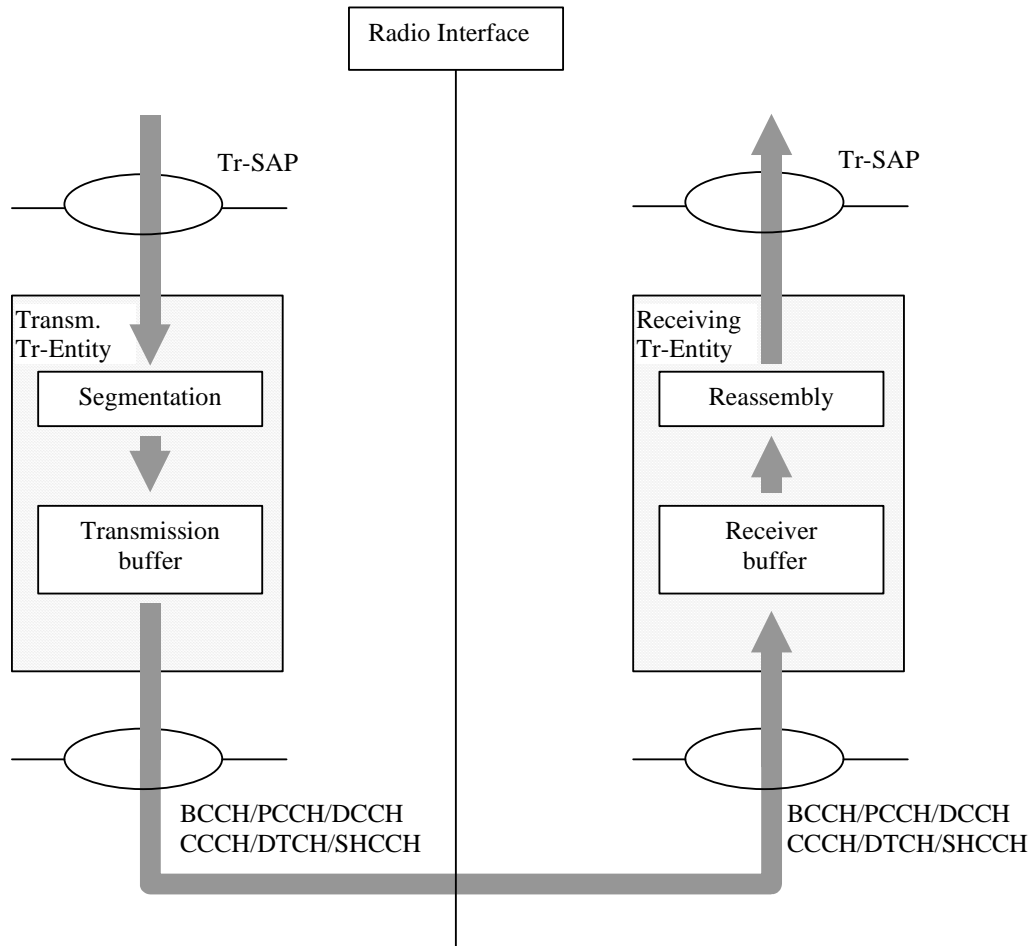 Radio Interface
Tr-SAP
Tr-SAP
Transm.
Tr-Entity
Receiving
Tr-Entity
Segmentation
Reassembly
Transmission
buffer
Receiver
buffer
BCCH/PCCH/DCCH
CCCH/DTCH/SHCCH
BCCH/PCCH/DCCH
CCCH/DTCH/SHCCH